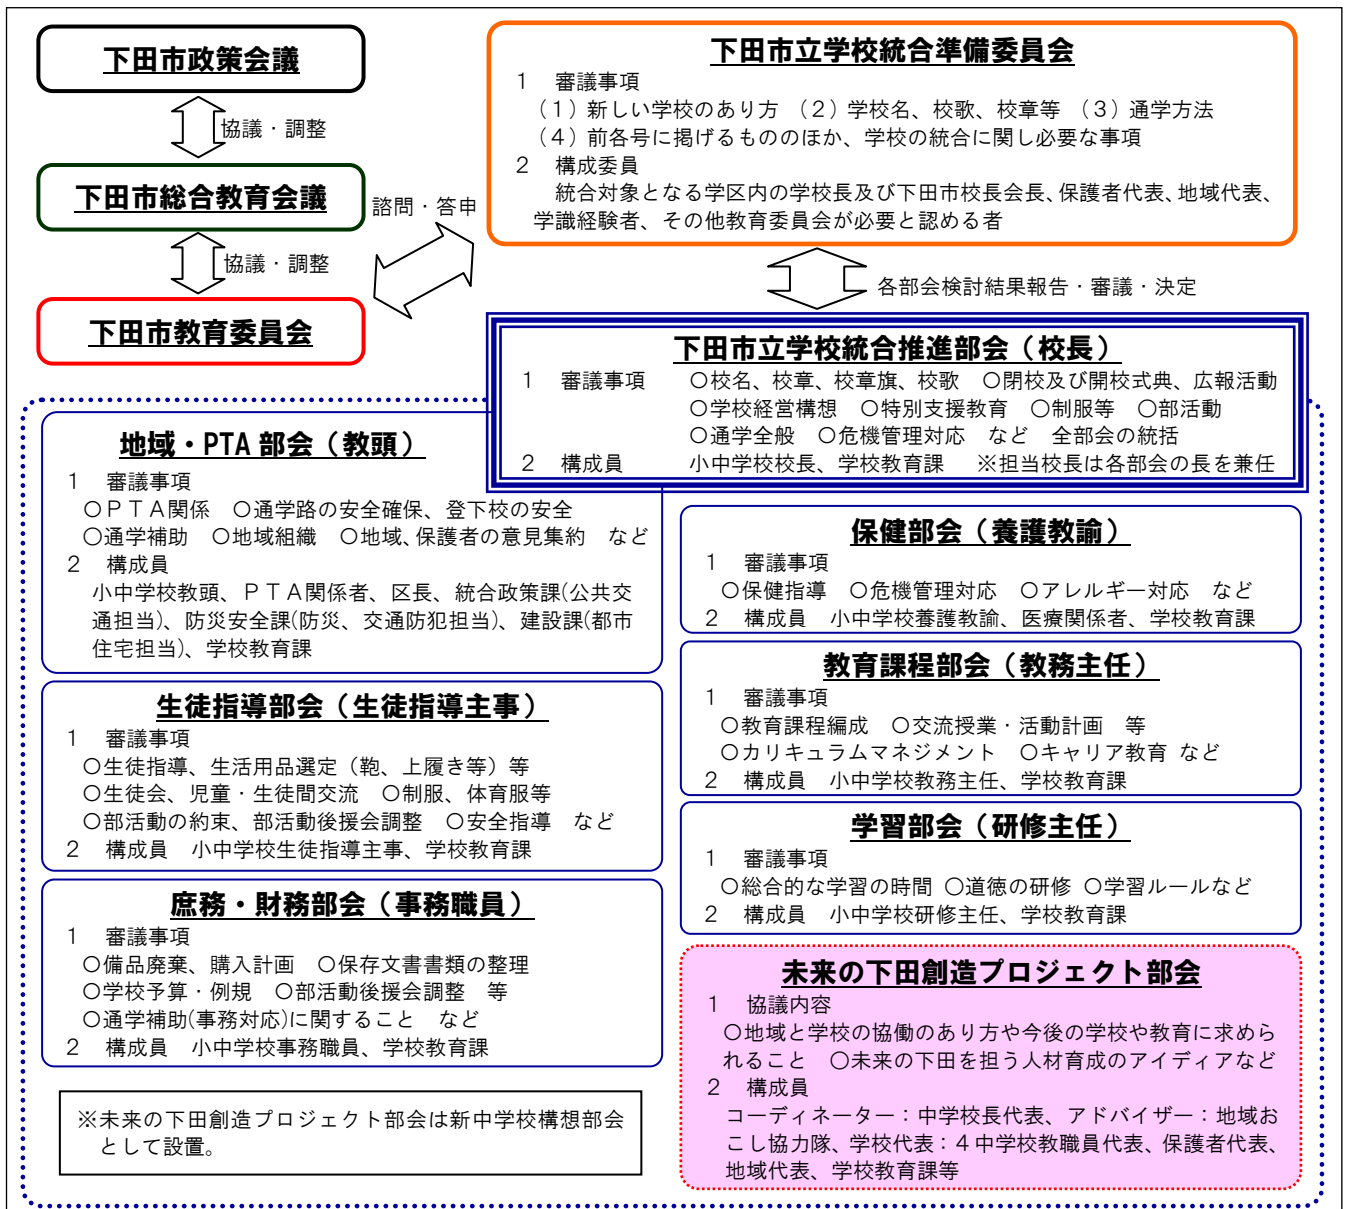 下田市政策会議
協議・調整
下田市総合教育会議
協議・調整
下田市教育委員会
諮問・答申
下田市立学校統合準備委員会
1 審議事項
（1）新しい学校のあり方 （2）学校名、校歌、校章等 （3）通学方法
（4）前各号に掲げるもののほか、学校の統合に関し必要な事項
2 構成委員
統合対象となる学区内の学校長及び下田市校長会長、保護者代表、地域代表、
学識経験者、その他教育委員会が必要と認める者
各部会検討結果報告・審議・決定
下田市立学校統合推進部会（校長）
1 審議事項 ○校名、校章、校章旗、校歌 ○閉校及び開校式典、広報活動
○学校経営構想 ○特別支援教育 ○制服等 ○部活動
○通学全般 ○危機管理対応 など 全部会の統括
2 構成員 小中学校校長、学校教育課 ※担当校長は各部会の長を兼任
地域・PTA 部会（教頭）
1 審議事項
○ＰＴＡ関係 ○通学路の安全確保、登下校の安全
○通学補助 ○地域組織 ○地域、保護者の意見集約 など
2 構成員
小中学校教頭、ＰＴＡ関係者、区長、統合政策課(公共交
通担当)、防災安全課(防災、交通防犯担当)、建設課(都市
住宅担当)、学校教育課
生徒指導部会（生徒指導主事）
1 審議事項
○生徒指導、生活用品選定（鞄、上履き等）等
○生徒会、児童・生徒間交流 ○制服、体育服等
○部活動の約束、部活動後援会調整 ○安全指導 など
2 構成員 小中学校生徒指導主事、学校教育課
庶務・財務部会（事務職員）
1 審議事項
○備品廃棄、購入計画 ○保存文書書類の整理
○学校予算・例規 ○部活動後援会調整 等
○通学補助(事務対応)に関すること など
2 構成員 小中学校事務職員、学校教育課
※未来の下田創造プロジェクト部会は新中学校構想部会
として設置。
保健部会（養護教諭）
1 審議事項
○保健指導 ○危機管理対応 ○アレルギー対応 など
2 構成員 小中学校養護教諭、医療関係者、学校教育課
教育課程部会（教務主任）
1 審議事項
○教育課程編成 ○交流授業・活動計画 等
○カリキュラムマネジメント ○キャリア教育 など
2 構成員 小中学校教務主任、学校教育課
学習部会（研修主任）
1 審議事項
○総合的な学習の時間 ○道徳の研修 ○学習ルールなど
2 構成員 小中学校研修主任、学校教育課
未来の下田創造プロジェクト部会
1 協議内容
○地域と学校の協働のあり方や今後の学校や教育に求めら
れること ○未来の下田を担う人材育成のアイディアなど
2 構成員
コーディネーター：中学校長代表、アドバイザー：地域お
こし協力隊、学校代表：４中学校教職員代表、保護者代表、
地域代表、学校教育課等